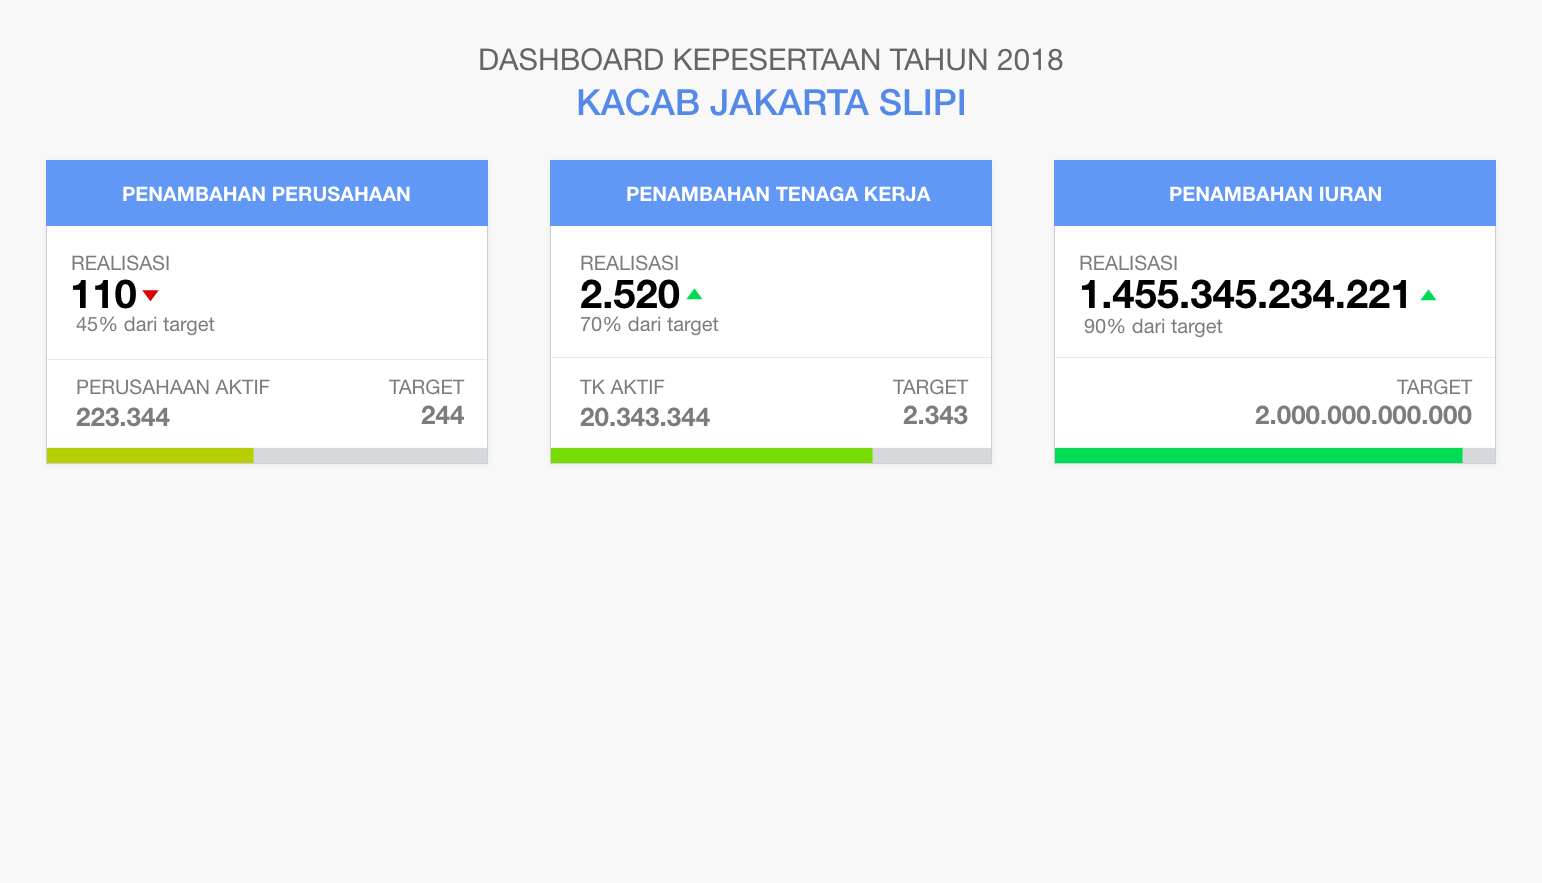 DASHBOARD KEPESERTAAN TAHUN 2018
KACAB JAKARTA SLIPI
PENAMBAHAN PERUSAHAAN
REALISASI
110
45% dari target
PERUSAHAAN AKTIF
223.344
TARGET
244
PENAMBAHAN TENAGA KERJA
REALISASI
2.520
70% dari target
TK AKTIF
20.343.344
TARGET
2.343
PENAMBAHAN IURAN
REALISASI
1.455.345.234.221
90% dari target
TARGET
2.000.000.000.000